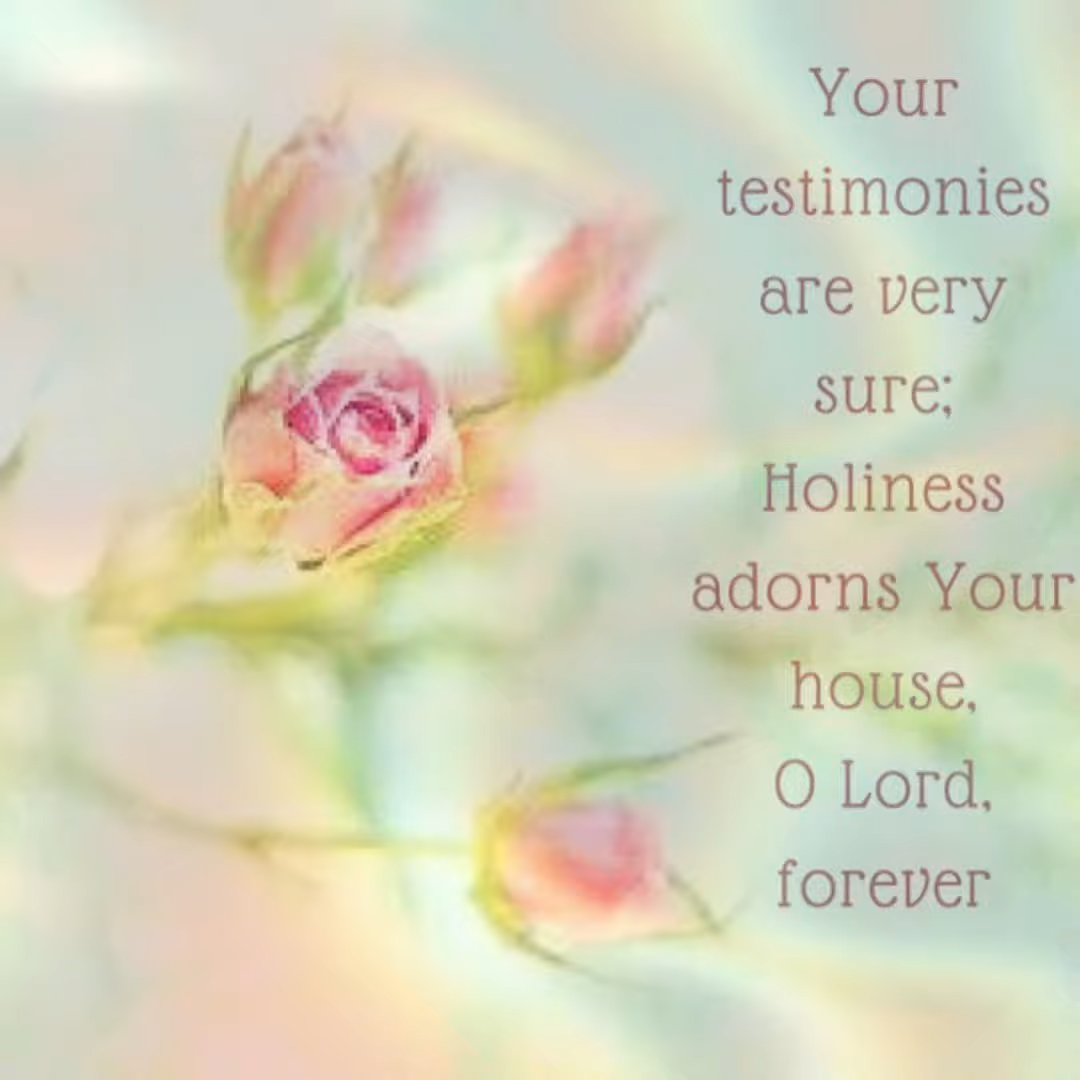 Your
testimonies
are very
sure;
Holiness
adorns Your
house,
O Lord,
forever